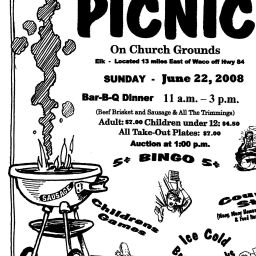 PICNIC
On Church Grounds
Elk - Located 13 miles East of Waco off Hwy 84
SUNDAY - June 22, 2008
Bar-B-Q Dinner 11 a.m. – 3 p.m.
(Beef Brisket and Sausage & All The Trimmings)
Adult: $7.00 Children under 12: $4.50
All Take-Out Plates: $7.00
Auction at 1:00 p.m.
5¢ BINGO 5¢
SAUSAGE
Childrens
Games
Ice Cold